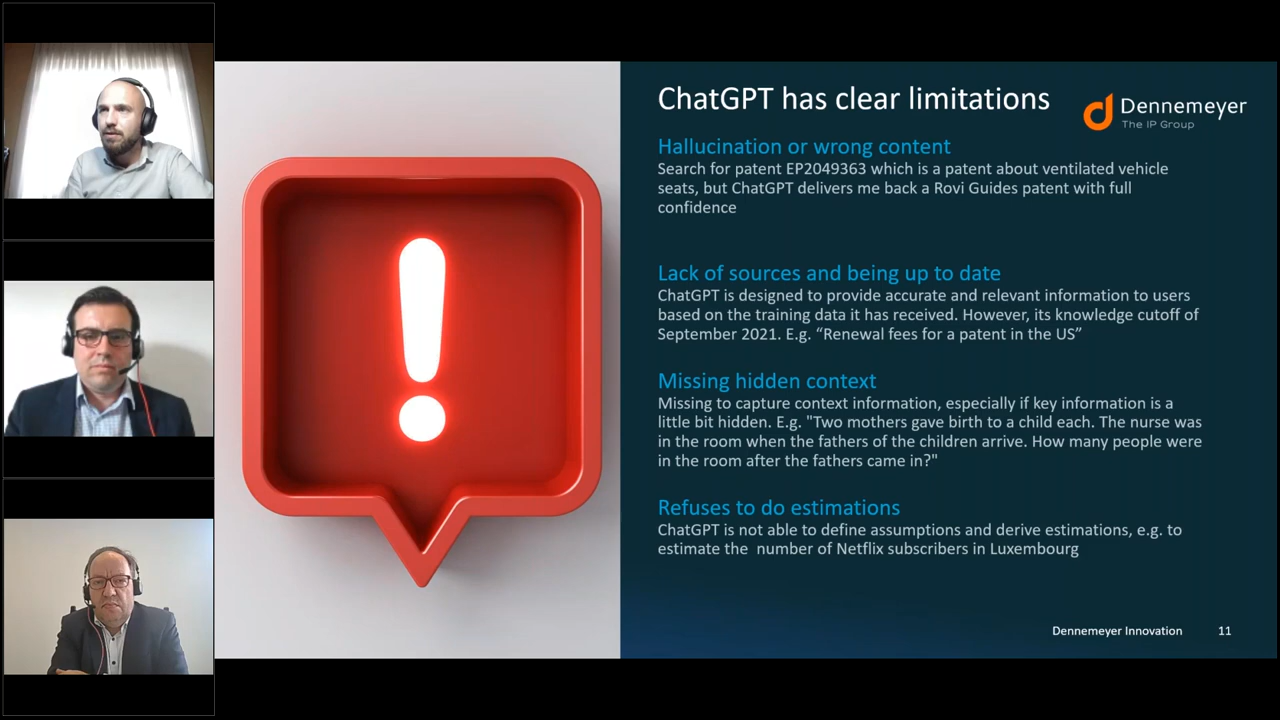 ChatGPT has clear limitations
Dennemeyer
The IP Group
Hallucination or wrong content
Search for patent EP2049363 which is a patent about ventilated vehicle
seats, but ChatGPT delivers me back a Rovi Guides patent with full
confidence
Lack of sources and being up to date
ChatGPT is designed to provide accurate and relevant information to users
based on the training data it has received. However, its knowledge cutoff of
September 2021. E.g. “Renewal fees for a patent in the US”
Missing hidden context
Missing to capture context information, especially if key information is a
little bit hidden. E.g. "Two mothers gave birth to a child each. The nurse was
in the room when the fathers of the children arrive. How many people were
in the room after the fathers came in?"
Refuses to do estimations
ChatGPT is not able to define assumptions and derive estimations, e.g. to
estimate the number of Netflix subscribers in Luxembourg
Dennemeyer Innovation 11